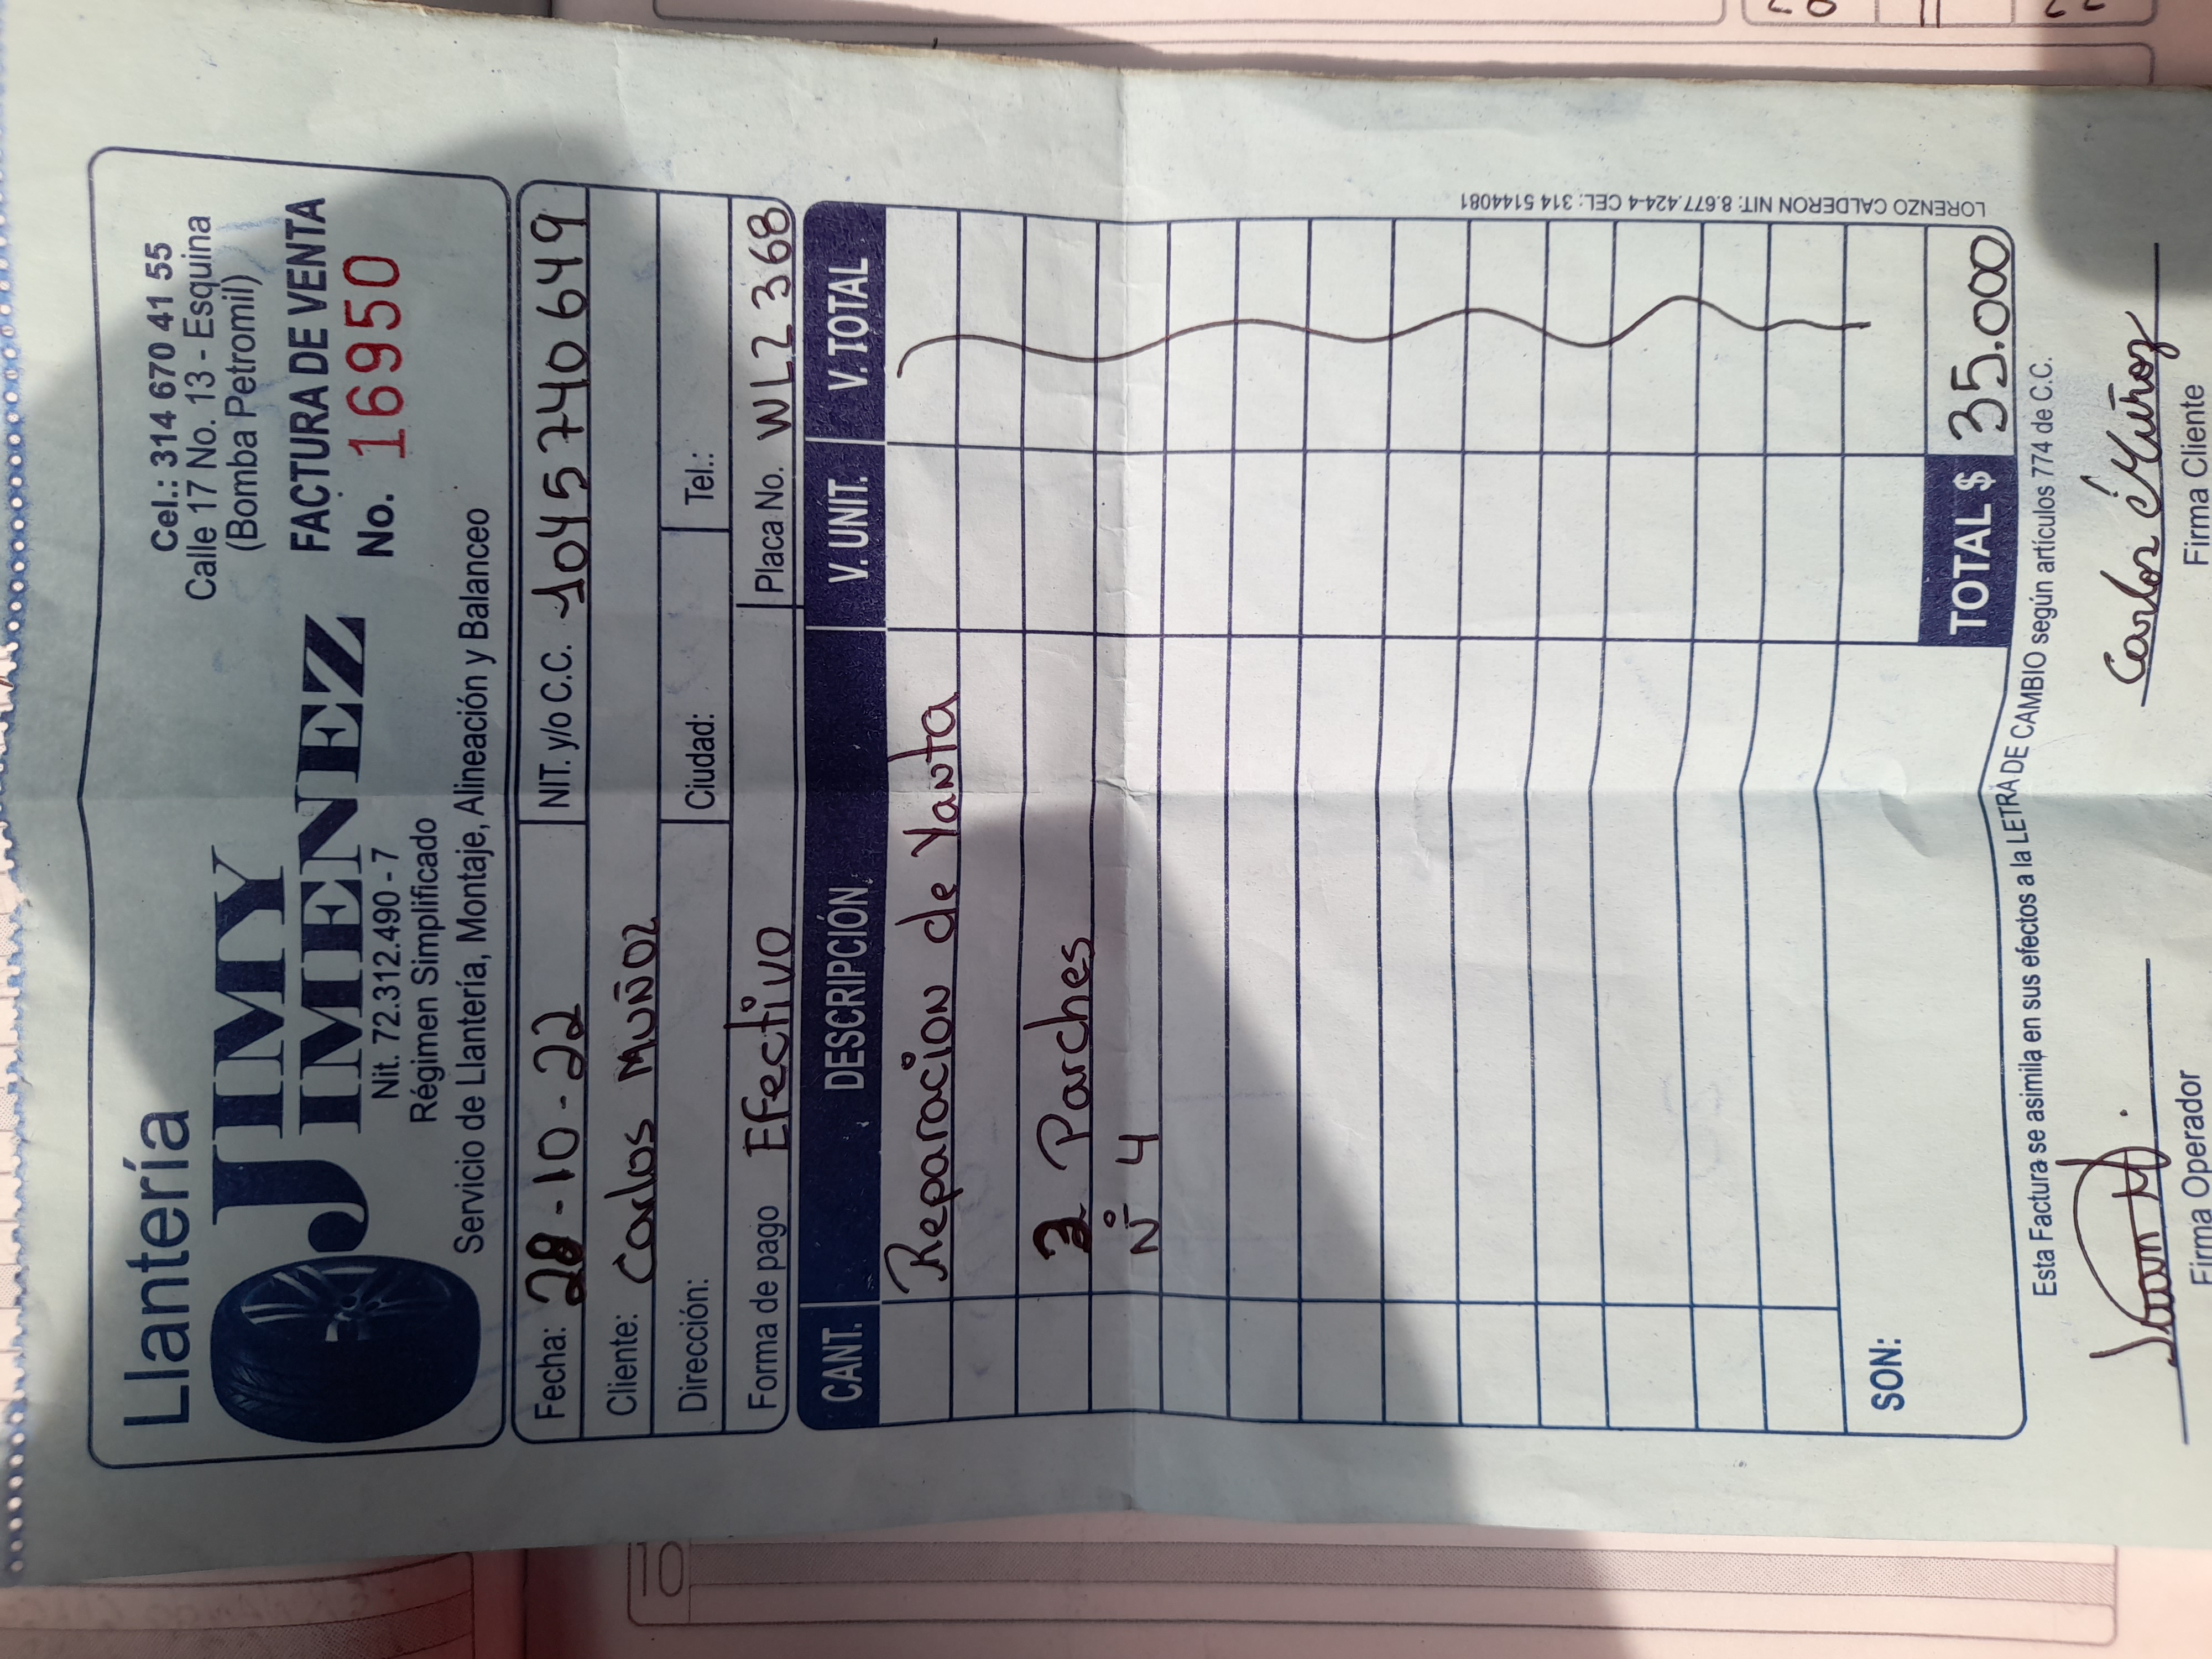 Llantería
JIMY
JIMENEZ
Nit. 72.312.490 - 7
Régimen Simplificado
Servicio de Llantería, Montaje, Alineación y Balanceo
Cel.: 314 670 41 55
Calle 17 No. 13 - Esquina
(Bomba Petromil)
FACTURA DE VENTA
No. 16950
Fecha: 28-10-22 NIT. y/o C.C. 1045740649
Cliente: Carlos Muñoz
Dirección: Ciudad: Tel.:
Forma de pago Efectivo Placa No. WLZ 368
CANT. DESCRIPCIÓN V. UNIT. V. TOTAL
Reparacion de Yanta
Parches
Nº 4
SON: TOTAL $ 35.000
LORENZO CALDERON NIT: 8.677.424-4 CEL: 314 5144081
Esta Factura se asimila en sus efectos a la LETRA DE CAMBIO según artículos 774 de C.C.
Carlos Muñoz
Firma Operador Firma Cliente